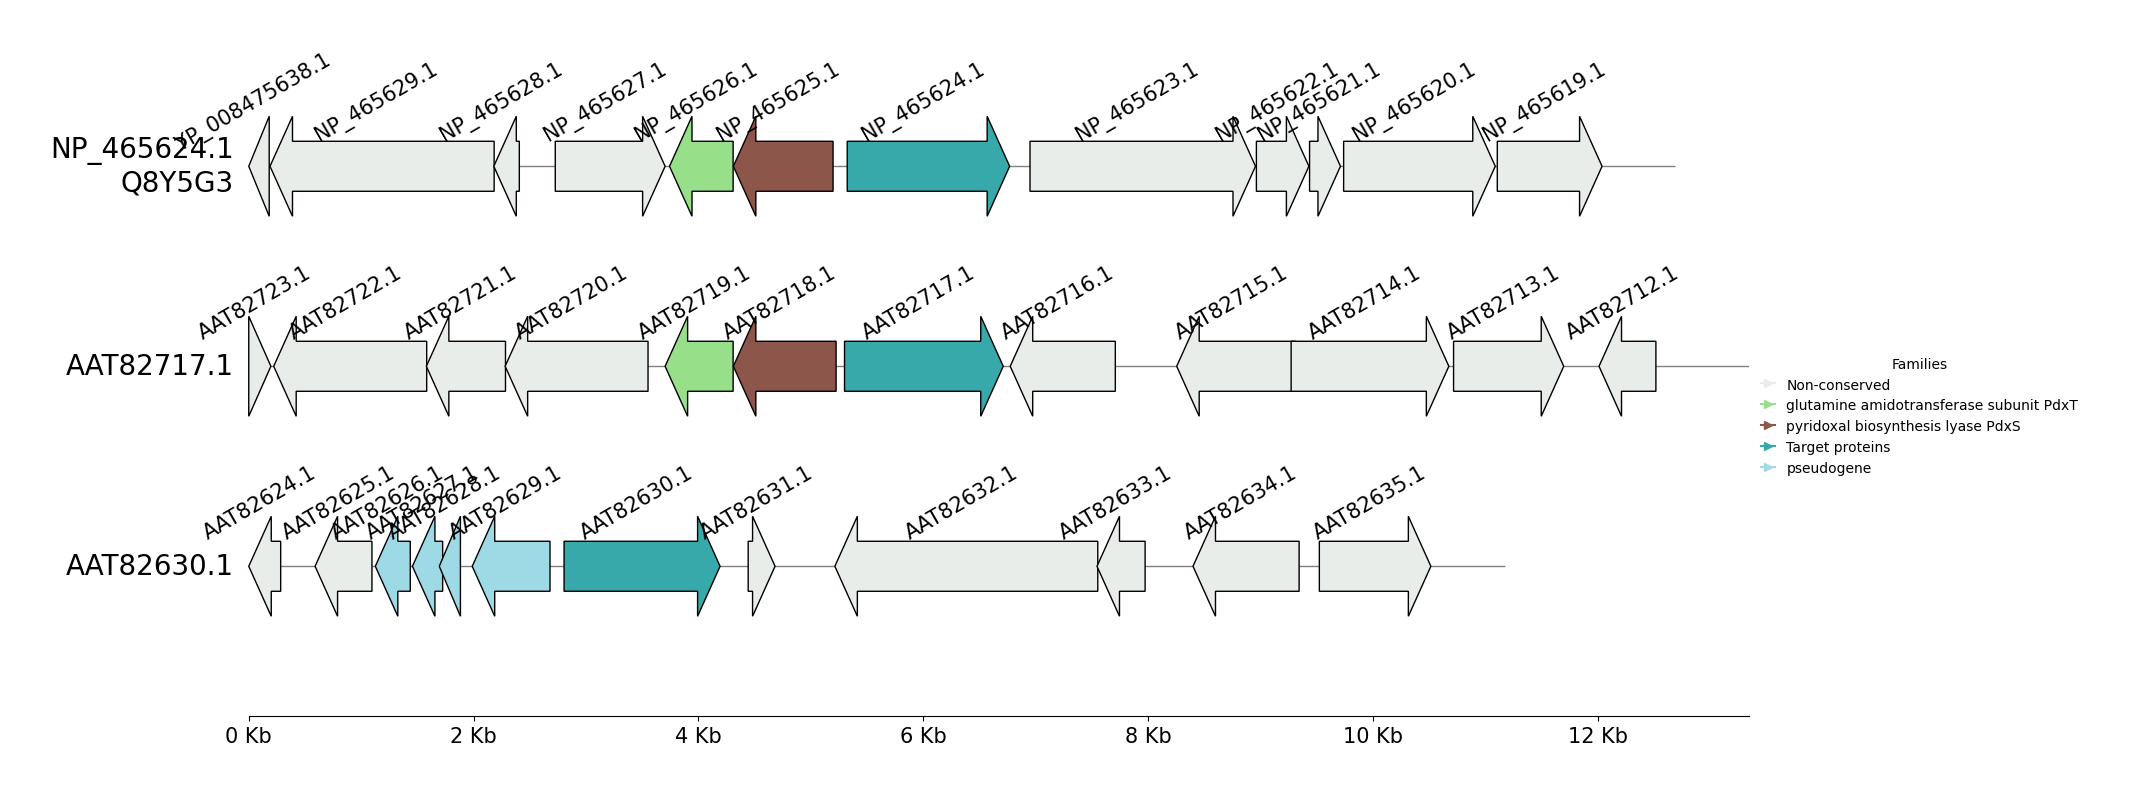 XP_008475638.1 NP_465629.1 NP_465628.1 NP_465627.1 NP_465626.1 NP_465625.1 NP_465624.1 NP_465623.1 NP_465622.1 NP_465621.1 NP_465620.1 NP_465619.1
NP_465624.1
Q8Y5G3
AAT82723.1 AAT82722.1 AAT82721.1 AAT82720.1 AAT82719.1 AAT82718.1 AAT82717.1 AAT82716.1 AAT82715.1 AAT82714.1 AAT82713.1 AAT82712.1
AAT82717.1
AAT82624.1 AAT82625.1 AAT82626.1 AAT82627.1 AAT82628.1 AAT82629.1 AAT82630.1 AAT82631.1 AAT82632.1 AAT82633.1 AAT82634.1 AAT82635.1
AAT82630.1
Families
Non-conserved
glutamine amidotransferase subunit PdxT
pyridoxal biosynthesis lyase PdxS
Target proteins
pseudogene
0 Kb 2 Kb 4 Kb 6 Kb 8 Kb 10 Kb 12 Kb